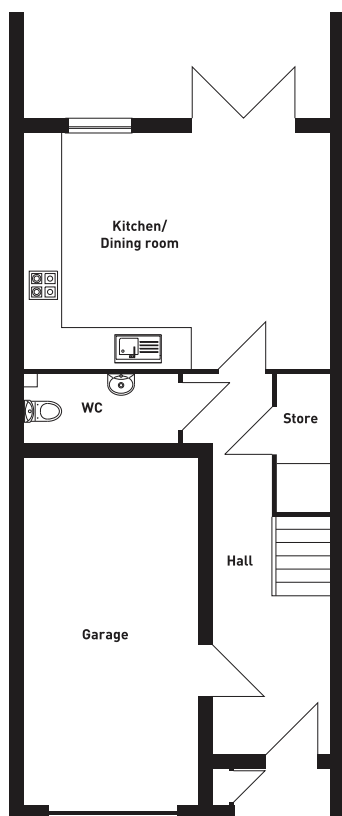 Kitchen/
Dining room
WC
Store
Hall
Garage